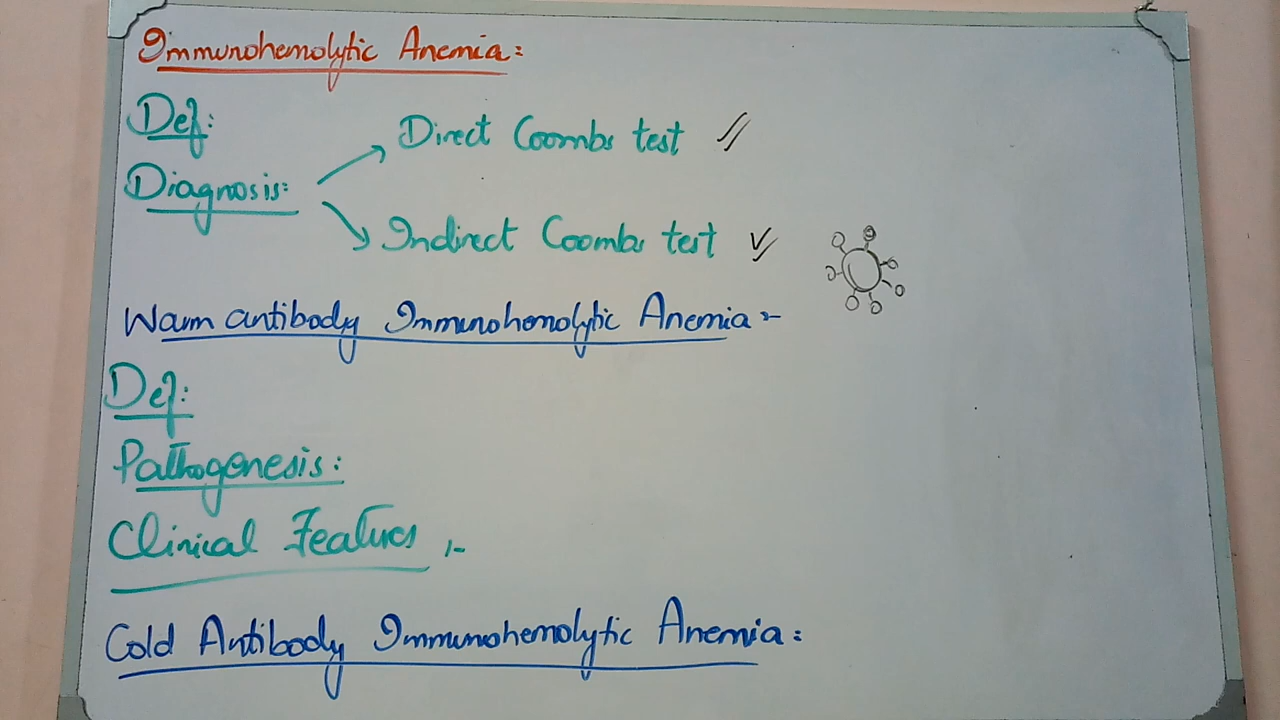 Immunohemolytic Anemia:
Def:
Direct Coombs test
Diagnosis:
Indirect Coombs test
Warm antibody Immunohemolytic Anemia:-
Def:
Pathogenesis:
Clinical Features :-
Cold Antibody Immunohemolytic Anemia: